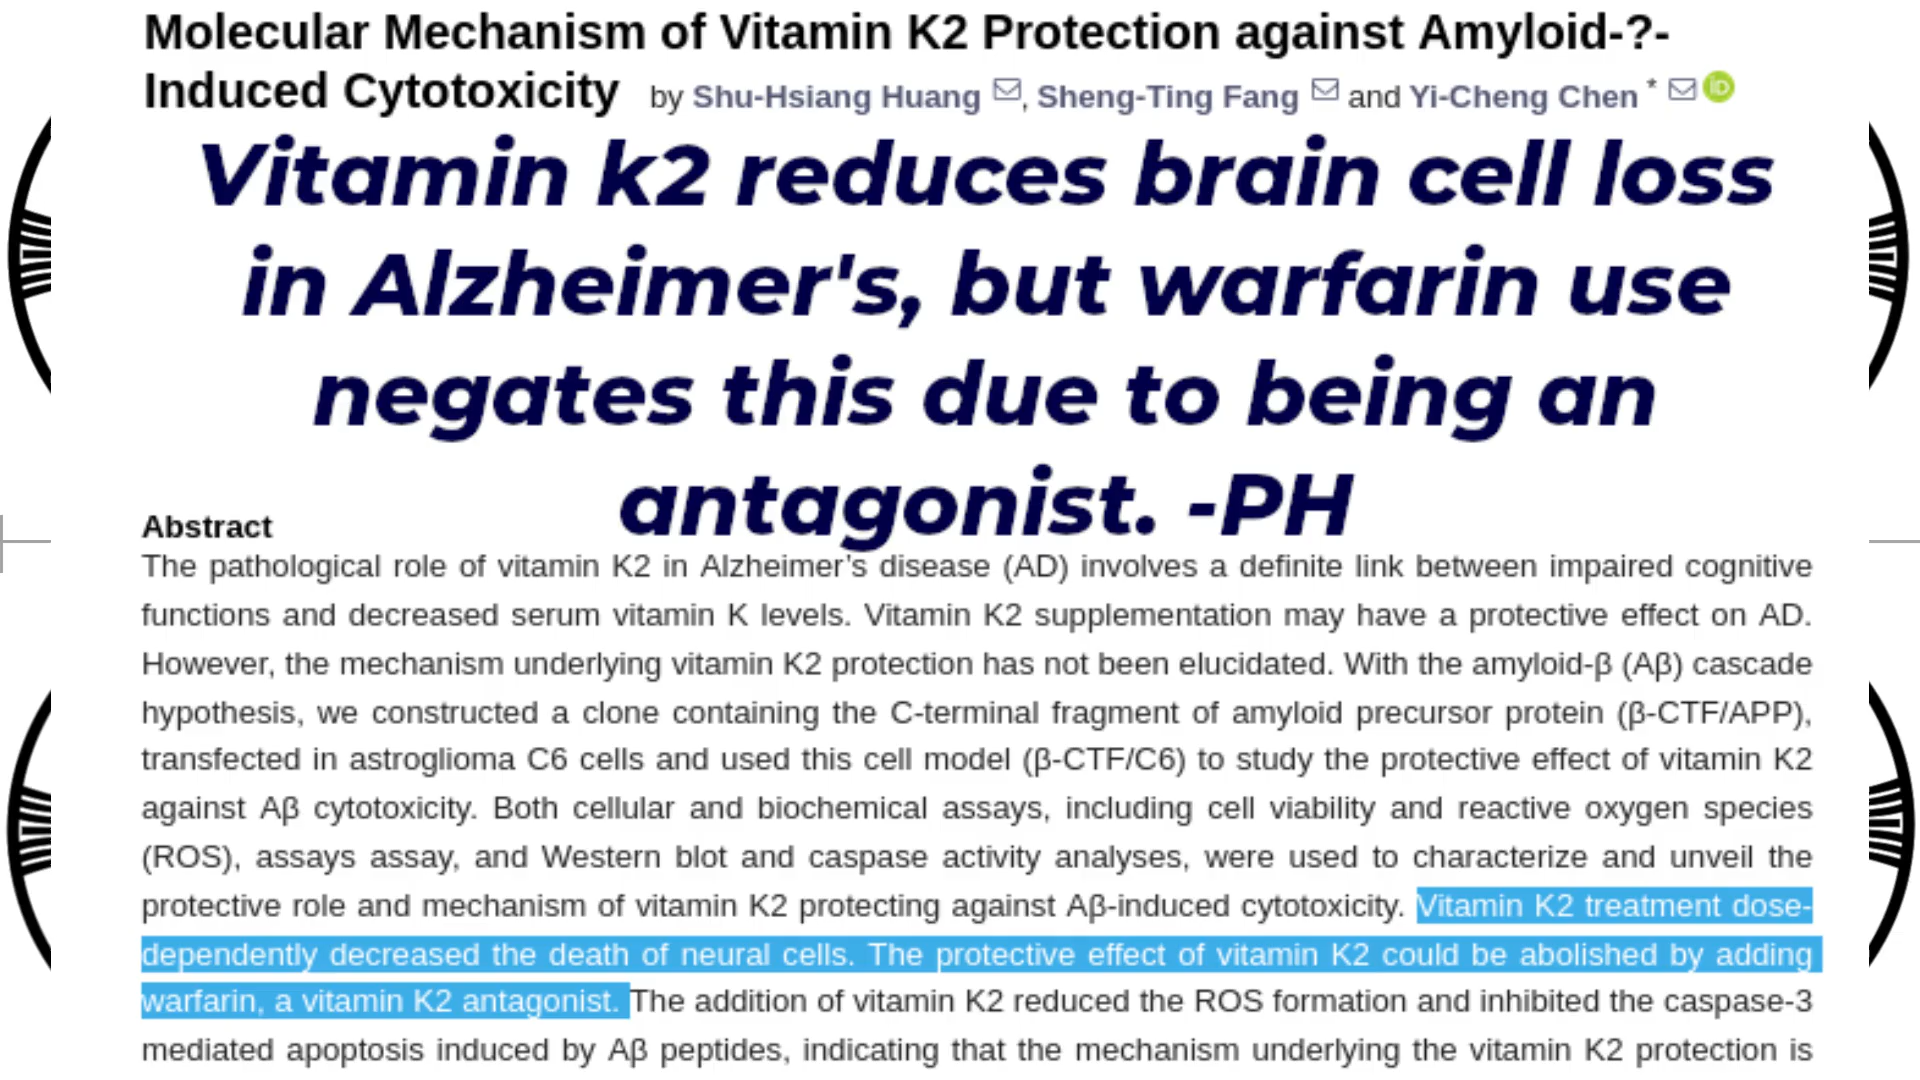 Molecular Mechanism of Vitamin K2 Protection against Amyloid-?-
Induced Cytotoxicity by Shu-Hsiang Huang, Sheng-Ting Fang and Yi-Cheng Chen * iD
Vitamin k2 reduces brain cell loss
in Alzheimer's, but warfarin use
negates this due to being an
antagonist. -PH
Abstract
The pathological role of vitamin K2 in Alzheimer’s disease (AD) involves a definite link between impaired cognitive
functions and decreased serum vitamin K levels. Vitamin K2 supplementation may have a protective effect on AD.
However, the mechanism underlying vitamin K2 protection has not been elucidated. With the amyloid-β (Aβ) cascade
hypothesis, we constructed a clone containing the C-terminal fragment of amyloid precursor protein (β-CTF/APP),
transfected in astroglioma C6 cells and used this cell model (β-CTF/C6) to study the protective effect of vitamin K2
against Aβ cytotoxicity. Both cellular and biochemical assays, including cell viability and reactive oxygen species
(ROS), assays assay, and Western blot and caspase activity analyses, were used to characterize and unveil the
protective role and mechanism of vitamin K2 protecting against Aβ-induced cytotoxicity. Vitamin K2 treatment dose-
dependently decreased the death of neural cells. The protective effect of vitamin K2 could be abolished by adding
warfarin, a vitamin K2 antagonist. The addition of vitamin K2 reduced the ROS formation and inhibited the caspase-3
mediated apoptosis induced by Aβ peptides, indicating that the mechanism underlying the vitamin K2 protection is